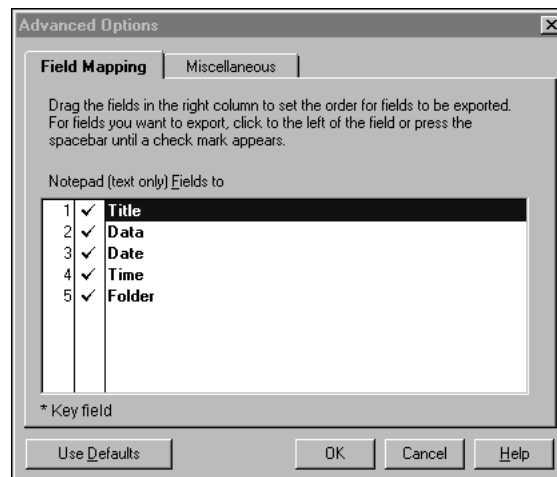 Advanced Options
Field Mapping Miscellaneous
Drag the fields in the right column to set the order for fields to be exported.
For fields you want to export, click to the left of the field or press the
spacebar until a check mark appears.
Notepad (text only) Fields to
1 ✓ Title
2 ✓ Data
3 ✓ Date
4 ✓ Time
5 ✓ Folder
* Key field
Use Defaults OK Cancel Help